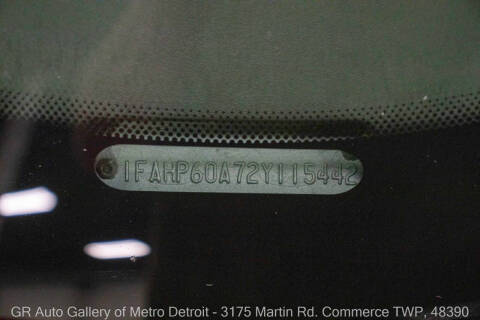 1FAHP60A72Y115442
GR Auto Gallery of Metro Detroit - 3175 Martin Rd. Commerce TWP, 48390